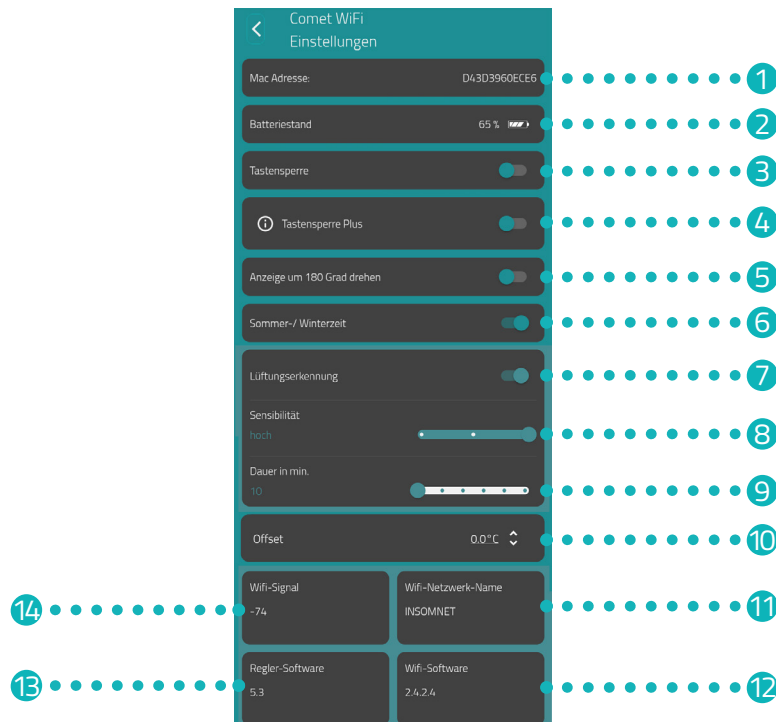 Comet WiFi
Einstellungen
Mac Adresse: D43D3960ECE6 1
Batteriestand 65 % 2
Tastensperre 3
Tastensperre Plus 4
Anzeige um 180 Grad drehen 5
Sommer-/ Winterzeit 6
Lüftungserkennung 7
Sensibilität
hoch 8
Dauer in min.
10 9
Offset 0.0°C 10
Wifi-Signal Wifi-Netzwerk-Name
14 -74 INSOMNET 11
Regler-Software Wifi-Software
13 5.3 2.4.2.4 12